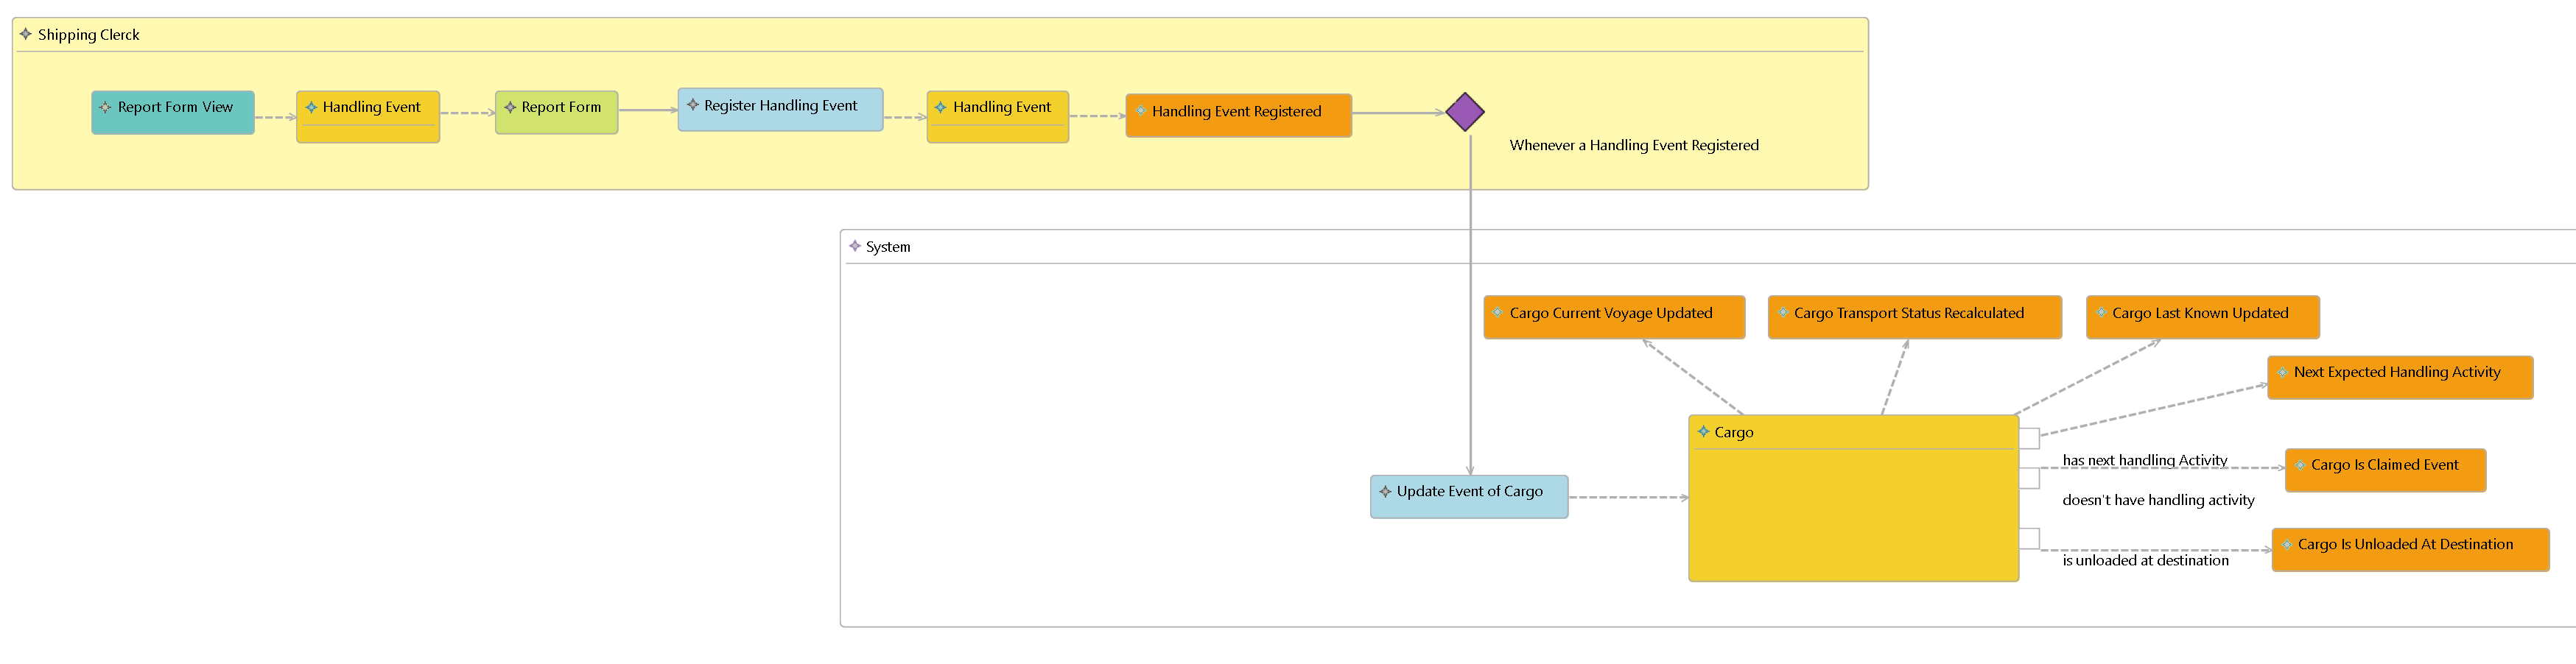 Shipping Clerck
Report Form View
Handling Event
Report Form
Register Handling Event
Handling Event
Handling Event Registered
Whenever a Handling Event Registered
System
Cargo Current Voyage Updated
Cargo Transport Status Recalculated
Cargo Last Known Updated
Next Expected Handling Activity
Cargo
has next handling Activity
Cargo Is Claimed Event
Update Event of Cargo
doesn't have handling activity
Cargo Is Unloaded At Destination
is unloaded at destination